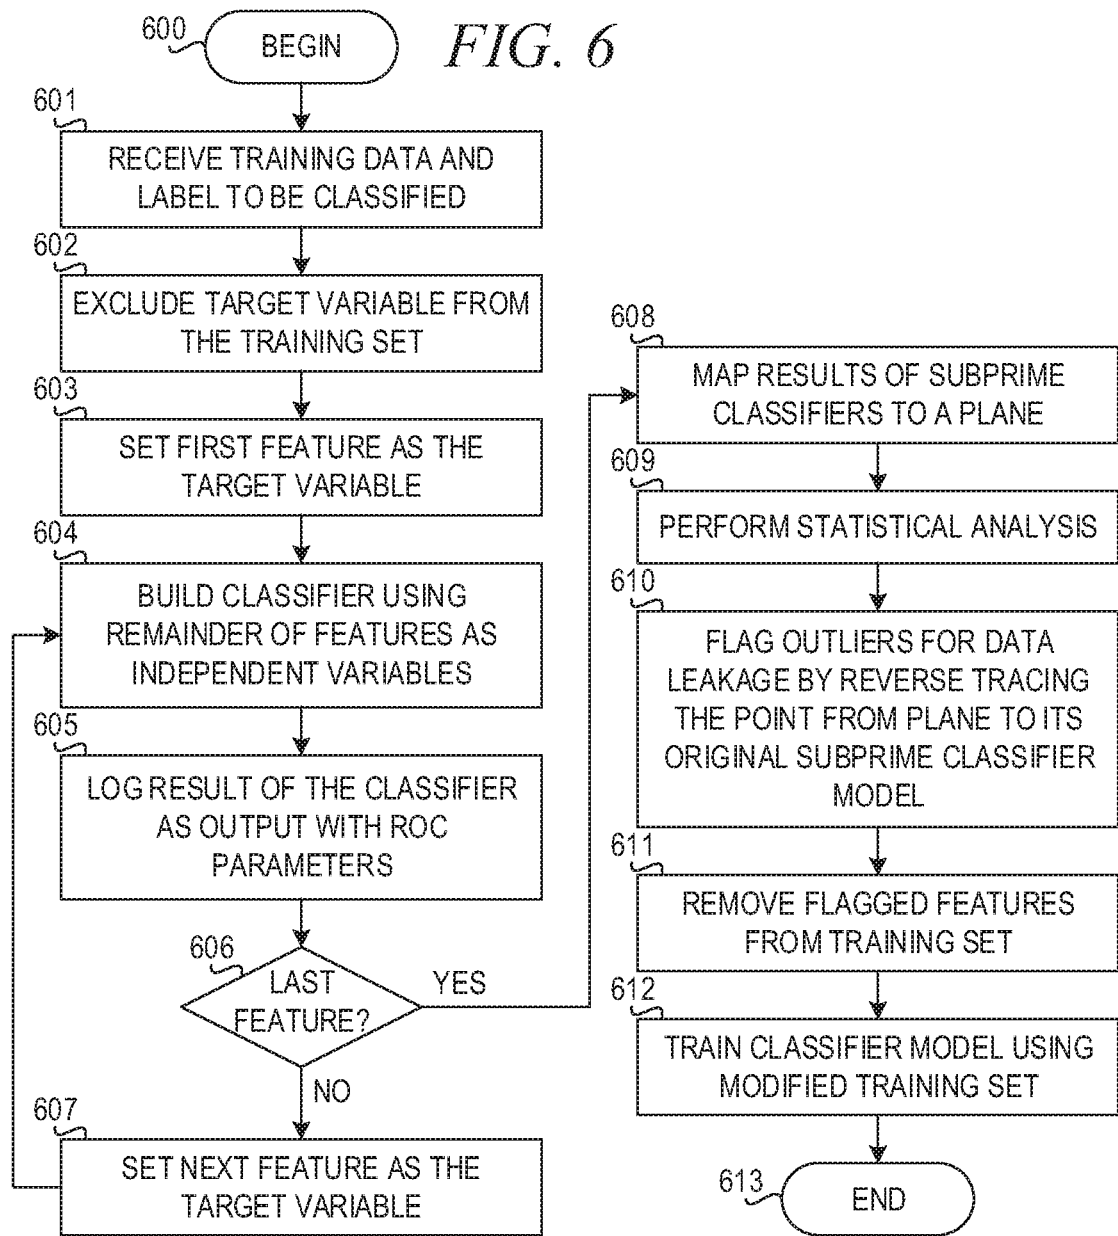 600
BEGIN
FIG. 6
601
RECEIVE TRAINING DATA AND
LABEL TO BE CLASSIFIED
602
EXCLUDE TARGET VARIABLE FROM
THE TRAINING SET
603
SET FIRST FEATURE AS THE
TARGET VARIABLE
604
BUILD CLASSIFIER USING
REMAINDER OF FEATURES AS
INDEPENDENT VARIABLES
605
LOG RESULT OF THE CLASSIFIER
AS OUTPUT WITH ROC
PARAMETERS
606
LAST
FEATURE?
YES
NO
607
SET NEXT FEATURE AS THE
TARGET VARIABLE
608
MAP RESULTS OF SUBPRIME
CLASSIFIERS TO A PLANE
609
PERFORM STATISTICAL ANALYSIS
610
FLAG OUTLIERS FOR DATA
LEAKAGE BY REVERSE TRACING
THE POINT FROM PLANE TO ITS
ORIGINAL SUBPRIME CLASSIFIER
MODEL
611
REMOVE FLAGGED FEATURES
FROM TRAINING SET
612
TRAIN CLASSIFIER MODEL USING
MODIFIED TRAINING SET
613
END